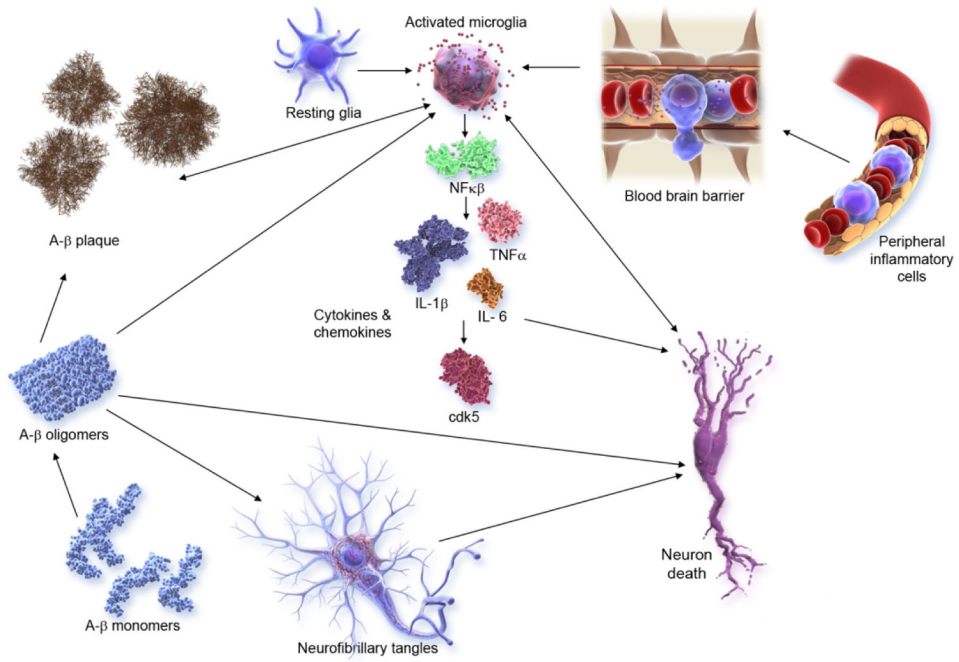 Activated microglia
Resting glia
NFκβ
Blood brain barrier
TNFα
A-β plaque
Peripheral
inflammatory
cells
IL-1β
IL- 6
Cytokines &
chemokines
cdk5
A-β oligomers
Neuron
death
A-β monomers
Neurofibrillary tangles